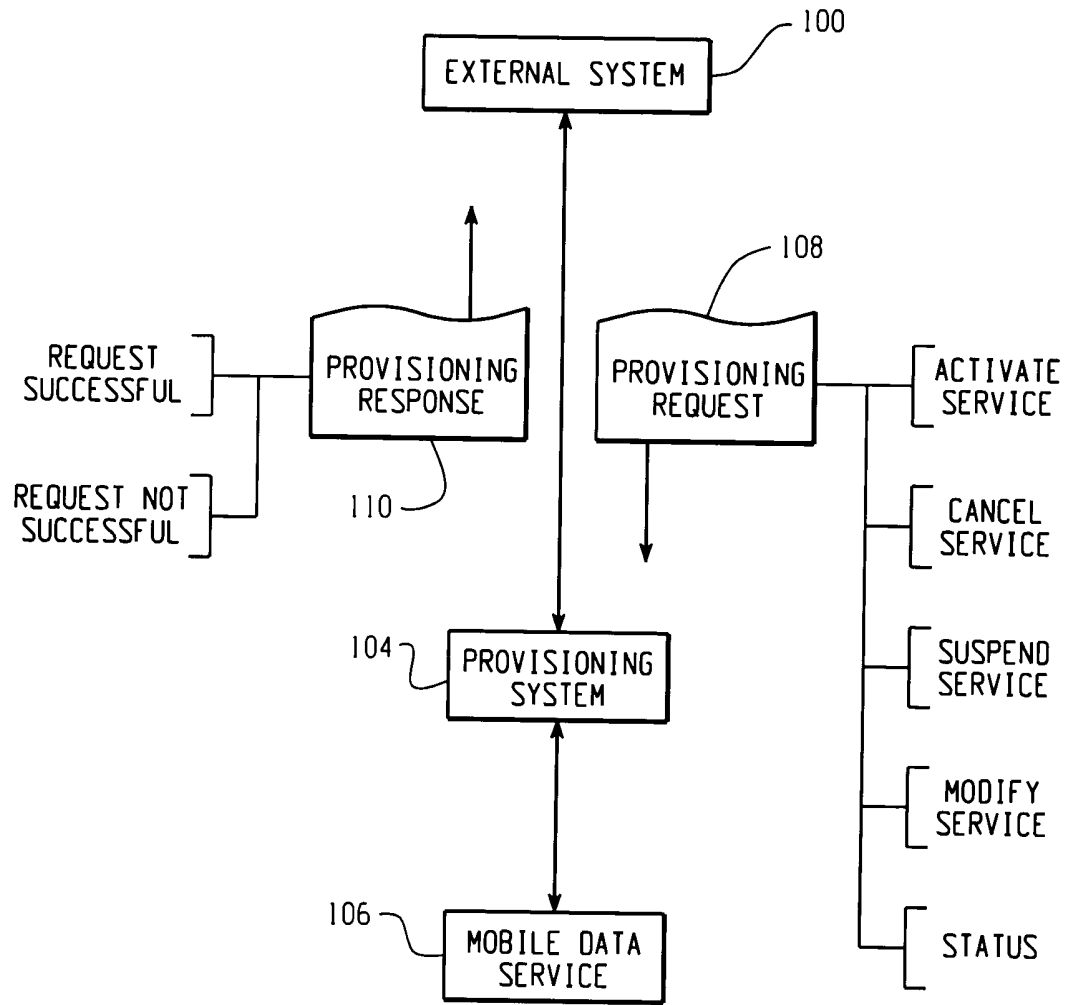 100
EXTERNAL SYSTEM
108
REQUEST
SUCCESSFUL
PROVISIONING
RESPONSE
PROVISIONING
REQUEST
ACTIVATE
SERVICE
REQUEST NOT
SUCCESSFUL
110
CANCEL
SERVICE
104
PROVISIONING
SYSTEM
SUSPEND
SERVICE
MODIFY
SERVICE
106
MOBILE DATA
SERVICE
STATUS